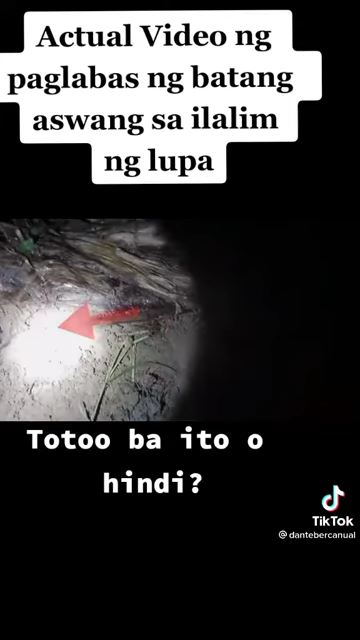 Actual Video ng
paglabas ng batang
aswang sa ilalim
ng lupa
Totoo ba ito o
hindi?
TikTok
@dantebercanual